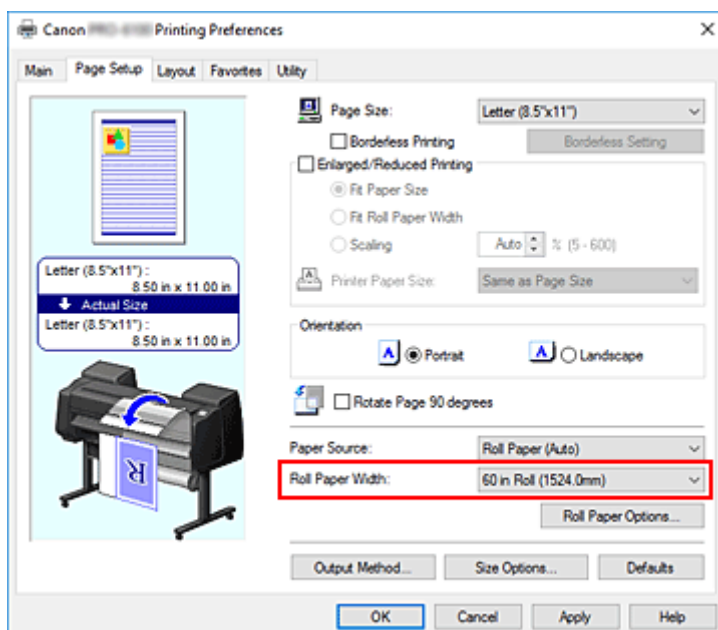 Canon Printing Preferences
Main Page Setup Layout Favorites Utility
Page Size: Letter (8.5"x11")
Borderless Printing Borderless Setting
Enlarged/Reduced Printing
Fit Paper Size
Fit Roll Paper Width
Scaling Auto % (5 - 600)
Printer Paper Size: Same as Page Size
Letter (8.5"x11") :
8.50 in x 11.00 in
Actual Size
Letter (8.5"x11") :
8.50 in x 11.00 in
Orientation
A Portrait A Landscape
Rotate Page 90 degrees
R
Paper Source: Roll Paper (Auto)
Roll Paper Width: 60 in Roll (1524.0mm)
Roll Paper Options...
Output Method... Size Options... Defaults
OK Cancel Apply Help